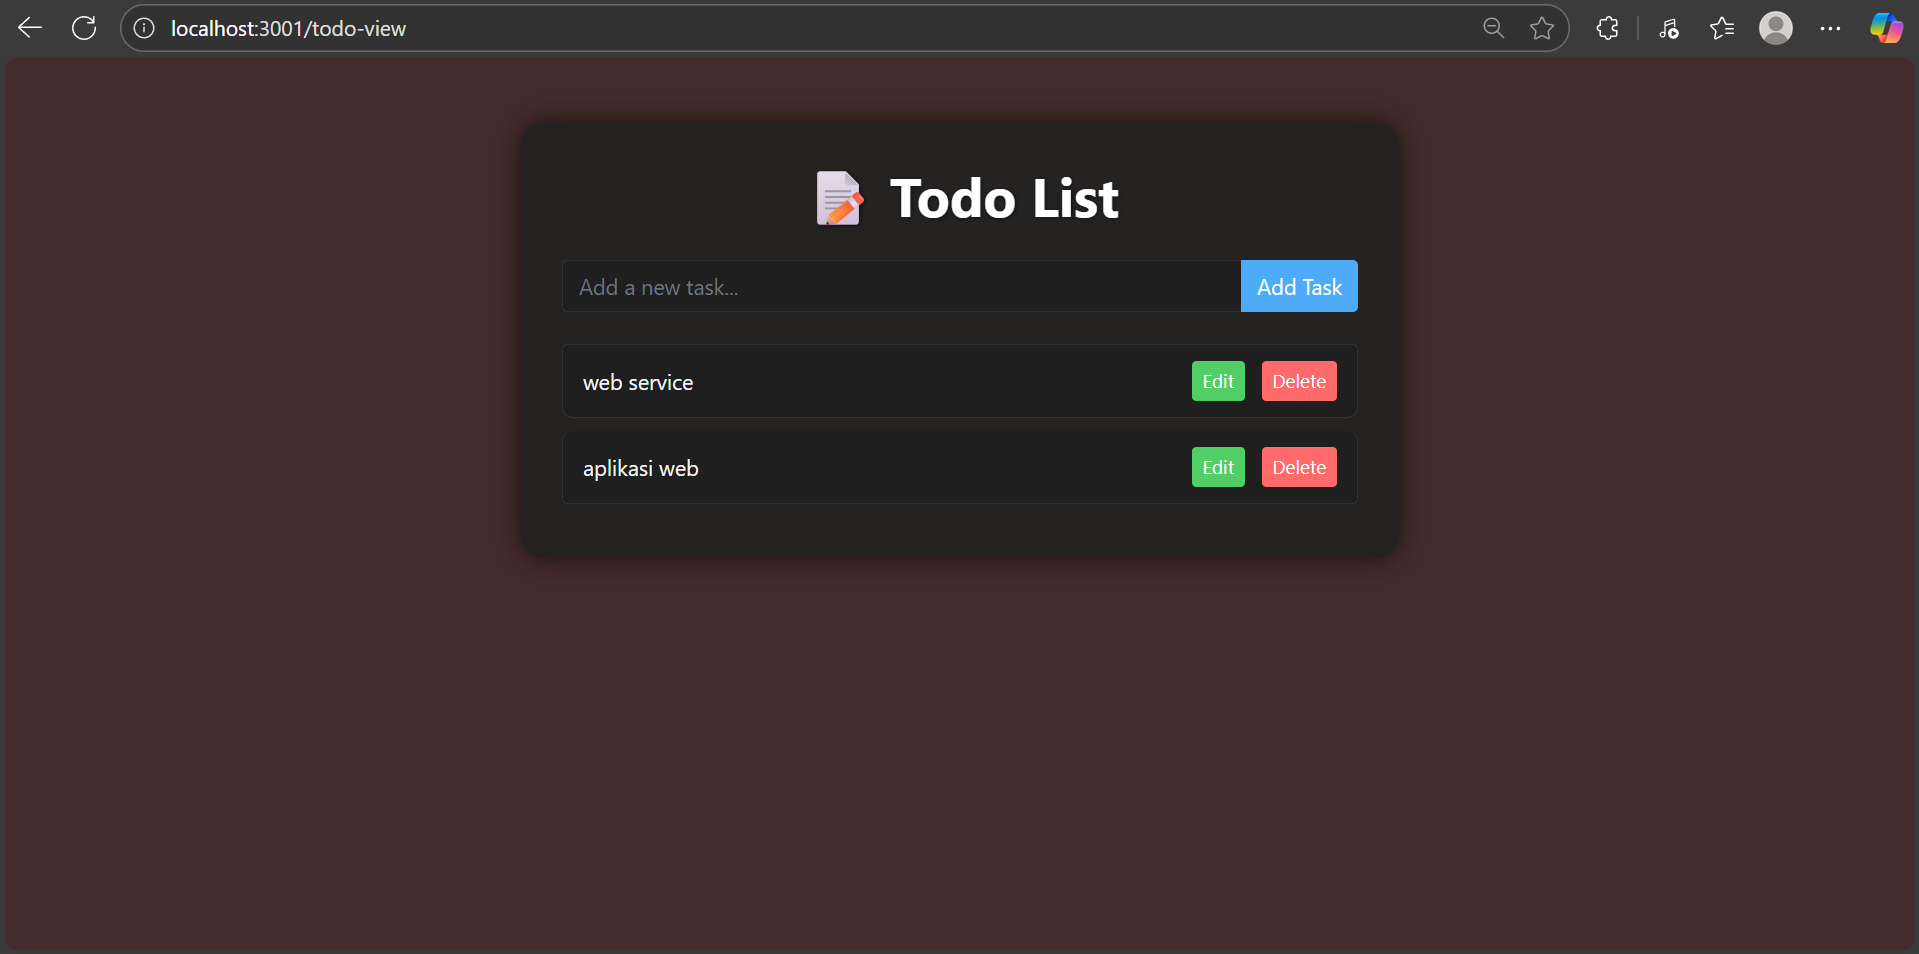 localhost:3001/todo-view
Todo List
Add a new task...
Add Task
web service
Edit
Delete
aplikasi web
Edit
Delete